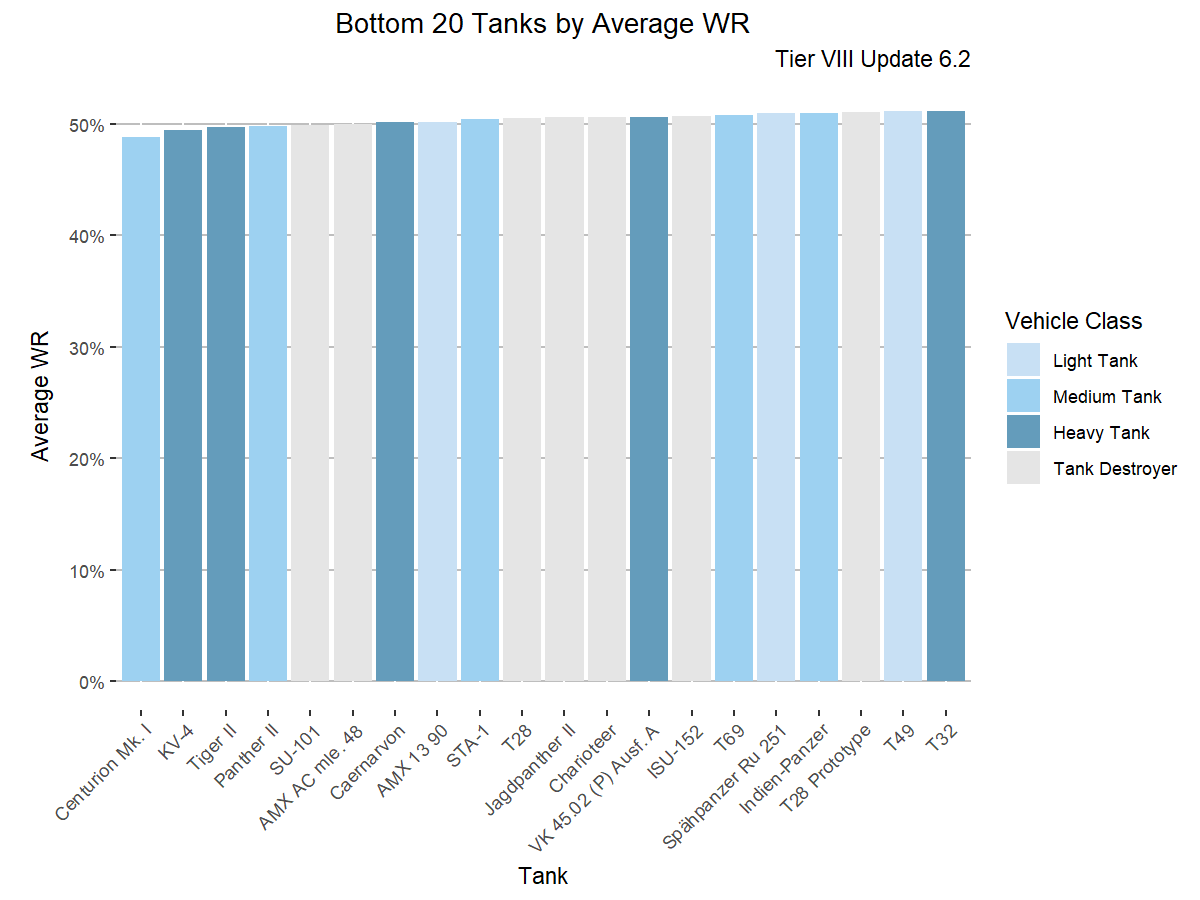 Bottom 20 Tanks by Average WR
Tier VIII Update 6.2
50%
40%
30%
20%
10%
0%
Average WR
Centurion Mk. I
KV-4
Tiger II
Panther II
SU-101
AMX AC mle. 48
Caernarvon
AMX 13 90
STA-1
T28
Jagdpanther II
Charioteer
VK 45.02 (P) Ausf. A
ISU-152
T69
Spähpanzer Ru 251
Indien-Panzer
T28 Prototype
T49
T32
Tank
Vehicle Class
Light Tank
Medium Tank
Heavy Tank
Tank Destroyer